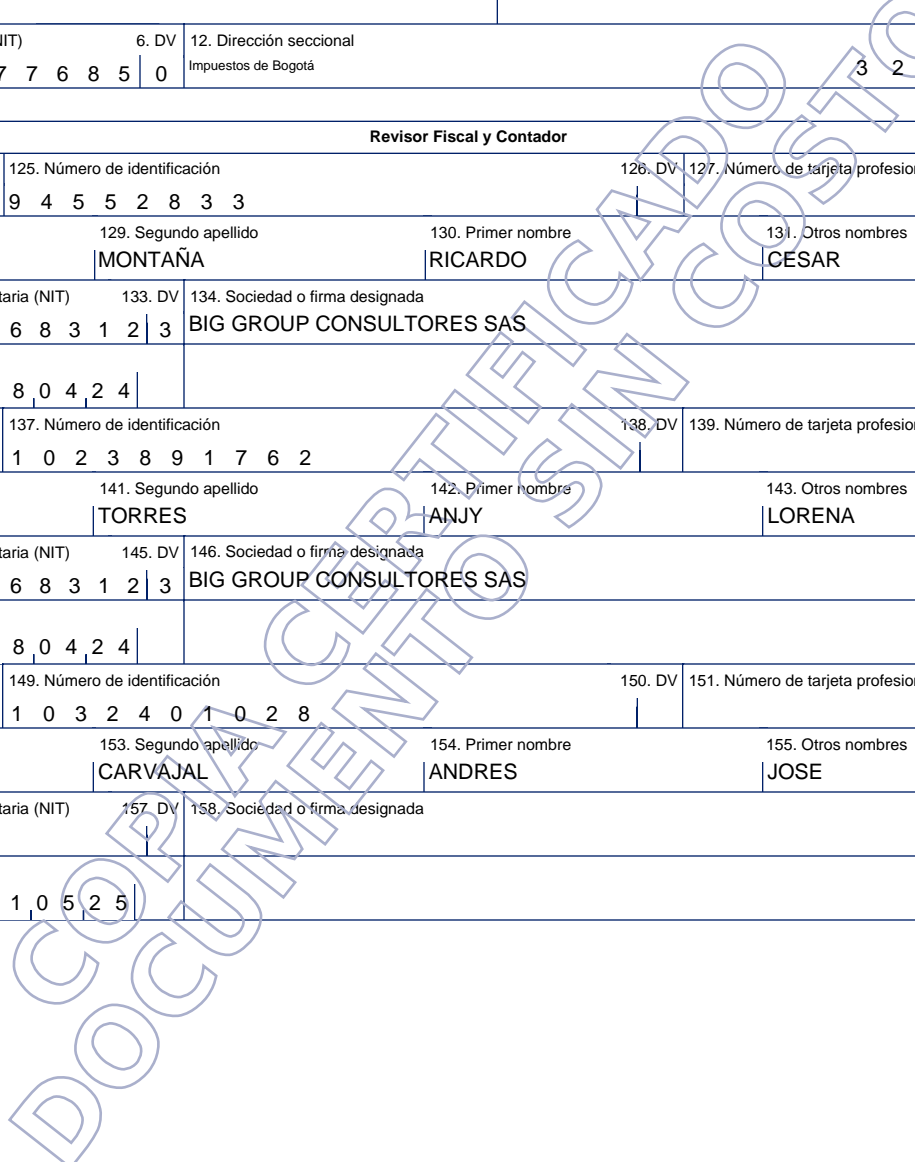 NIT) 6. DV 12. Dirección seccional
7 7 6 8 5 0 Impuestos de Bogotá 3 2
Revisor Fiscal y Contador
125. Número de identificación 126. DV 127. Número de tarjeta profesion
9 4 5 5 2 8 3 3
129. Segundo apellido 130. Primer nombre 131. Otros nombres
MONTAÑA RICARDO CESAR
taria (NIT) 133. DV 134. Sociedad o firma designada
6 8 3 1 2 3 BIG GROUP CONSULTORES SAS
8 0 4 2 4
137. Número de identificación 138. DV 139. Número de tarjeta profesion
1 0 2 3 8 9 1 7 6 2
141. Segundo apellido 142. Primer nombre 143. Otros nombres
TORRES ANJY LORENA
taria (NIT) 145. DV 146. Sociedad o firma designada
6 8 3 1 2 3 BIG GROUP CONSULTORES SAS
8 0 4 2 4
149. Número de identificación 150. DV 151. Número de tarjeta profesion
1 0 3 2 4 0 1 0 2 8
153. Segundo apellido 154. Primer nombre 155. Otros nombres
CARVAJAL ANDRES JOSE
taria (NIT) 157. DV 158. Sociedad o firma designada
1 0 5 2 5
COPIA CERTIFICADO
DOCUMENTO SIN COSTO